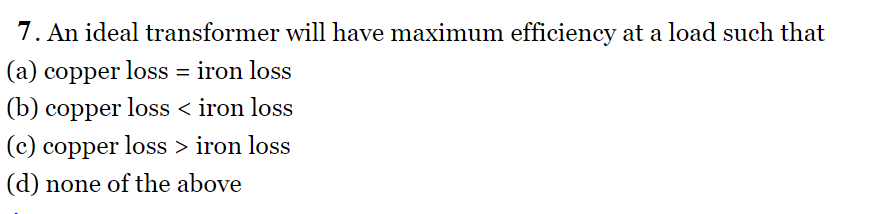 7. An ideal transformer will have maximum efficiency at a load such that
(a) copper loss = iron loss
(b) copper loss < iron loss
(c) copper loss > iron loss
(d) none of the above